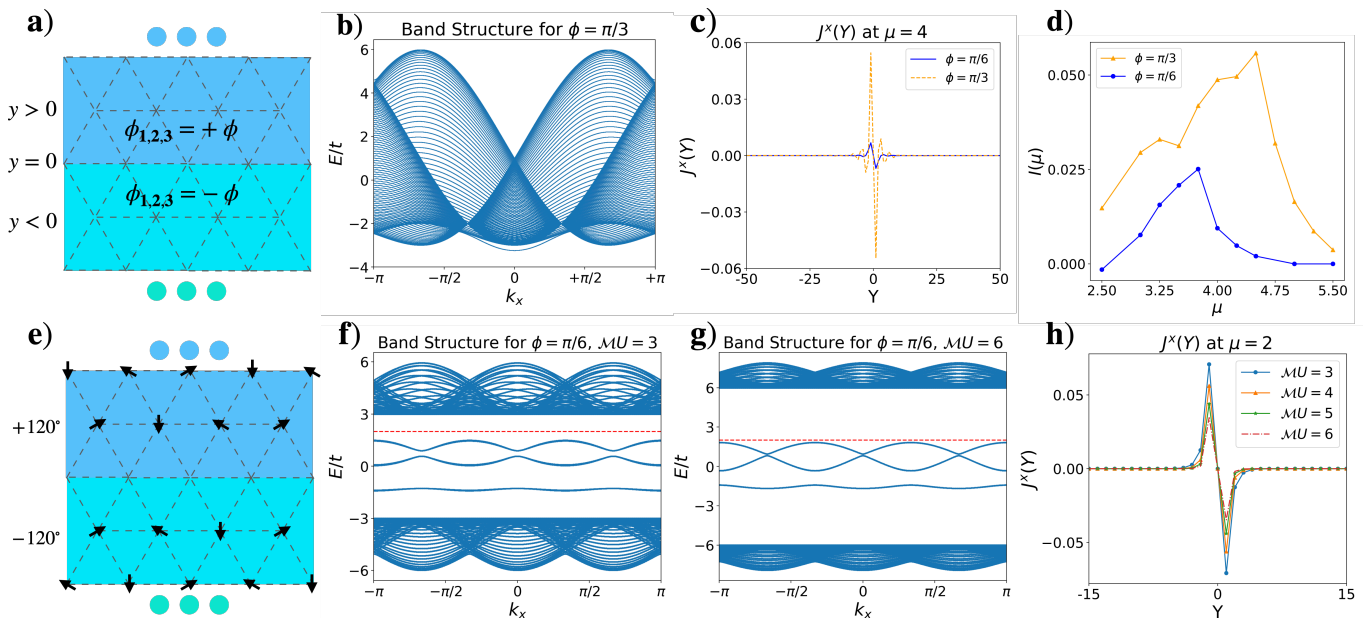 a)
y > 0
y = 0
y < 0
ϕ₁,₂,₃ = + ϕ
ϕ₁,₂,₃ = − ϕ
b)
Band Structure for ϕ = π/3
E/t
6
4
2
0
−2
−4
−π
−π/2
0
+π/2
+π
kₓ
c)
Jˣ(Y) at μ = 4
ϕ = π/6
ϕ = π/3
Jˣ(Y)
0.06
0.03
0.00
−0.03
−0.06
−50
−25
0
25
50
Y
d)
ϕ = π/3
ϕ = π/6
I(μ)
0.050
0.025
0.000
2.50
3.25
4.00
4.75
5.50
μ
e)
+120°
−120°
f)
Band Structure for ϕ = π/6, ℳU = 3
E/t
6
3
0
−3
−6
−π
−π/2
0
π/2
π
kₓ
g)
Band Structure for ϕ = π/6, ℳU = 6
E/t
6
3
0
−3
−6
−π
−π/2
0
π/2
π
kₓ
h)
Jˣ(Y) at μ = 2
ℳU = 3
ℳU = 4
ℳU = 5
ℳU = 6
Jˣ(Y)
0.05
0.00
−0.05
−15
0
15
Y